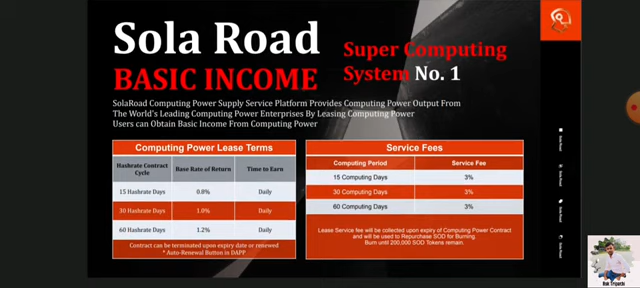 Sola Road
BASIC INCOME
Super Computing
System No. 1
SolaRoad Computing Power Supply Service Platform Provides Computing Power Output From
The World's Leading Computing Power Enterprises By Leasing Computing Power
Users can Obtain Basic Income From Computing Power
Computing Power Lease Terms
Hashrate Contract Cycle Base Rate of Return Time to Earn
15 Hashrate Days 0.8% Daily
30 Hashrate Days 1.0% Daily
60 Hashrate Days 1.2% Daily
Contract can be terminated upon expiry date or renewed
* Auto-Renewal Button in DAPP
Service Fees
Computing Period Service Fee
15 Computing Days 3%
30 Computing Days 3%
60 Computing Days 3%
Lease Service fee will be collected upon expiry of Computing Power Contract
and will be used to Repurchase SOD for Burning.
Burn until 200,000 SOD Tokens remain.